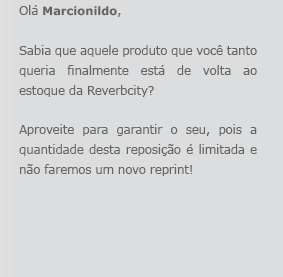 Olá Marcionildo,
Sabia que aquele produto que você tanto
queria finalmente está de volta ao
estoque da Reverbcity?
Aproveite para garantir o seu, pois a
quantidade desta reposição é limitada e
não faremos um novo reprint!